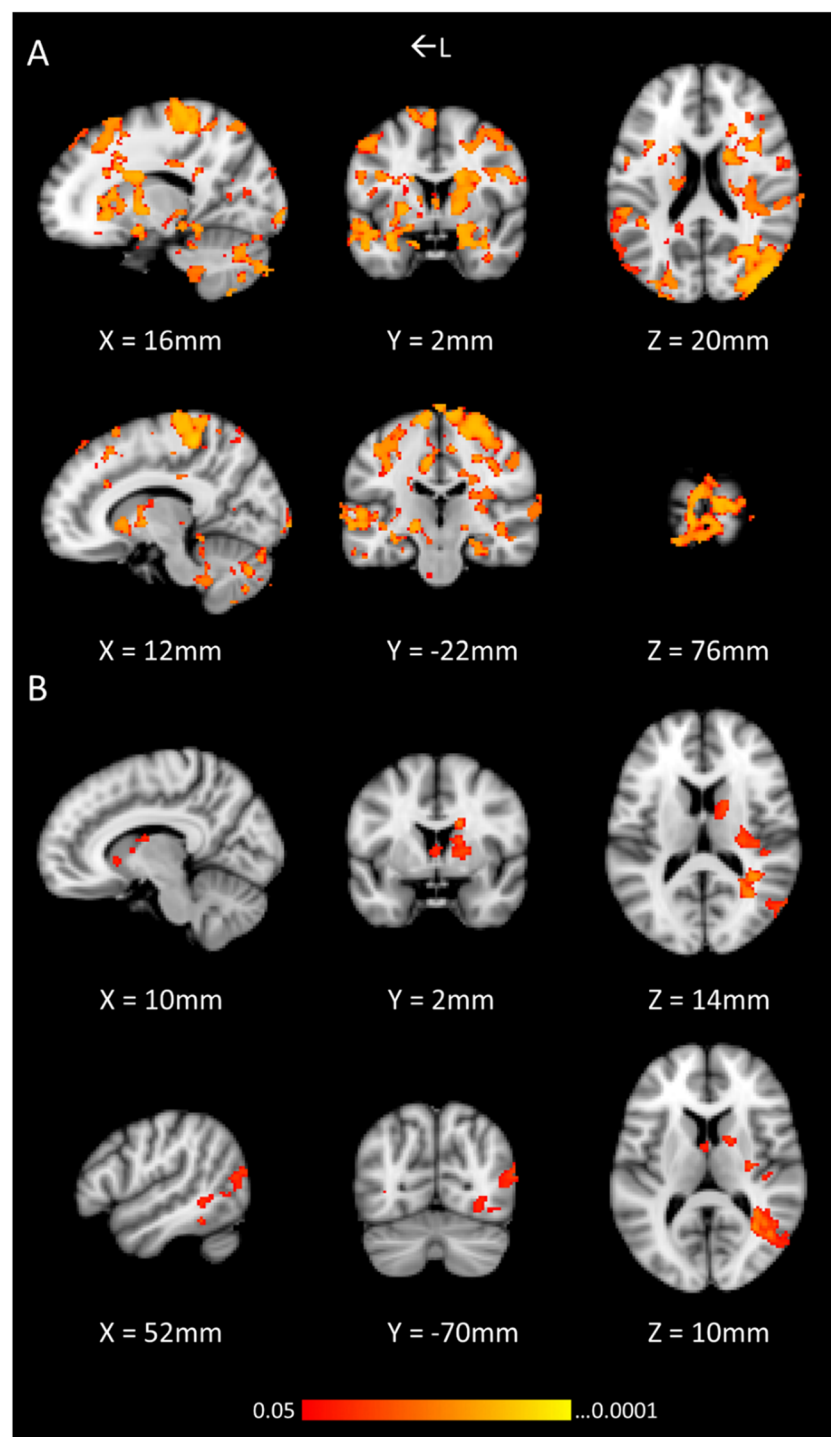 A
←L
X = 16mm Y = 2mm Z = 20mm
X = 12mm Y = -22mm Z = 76mm
B
X = 10mm Y = 2mm Z = 14mm
X = 52mm Y = -70mm Z = 10mm
0.05 ...0.0001